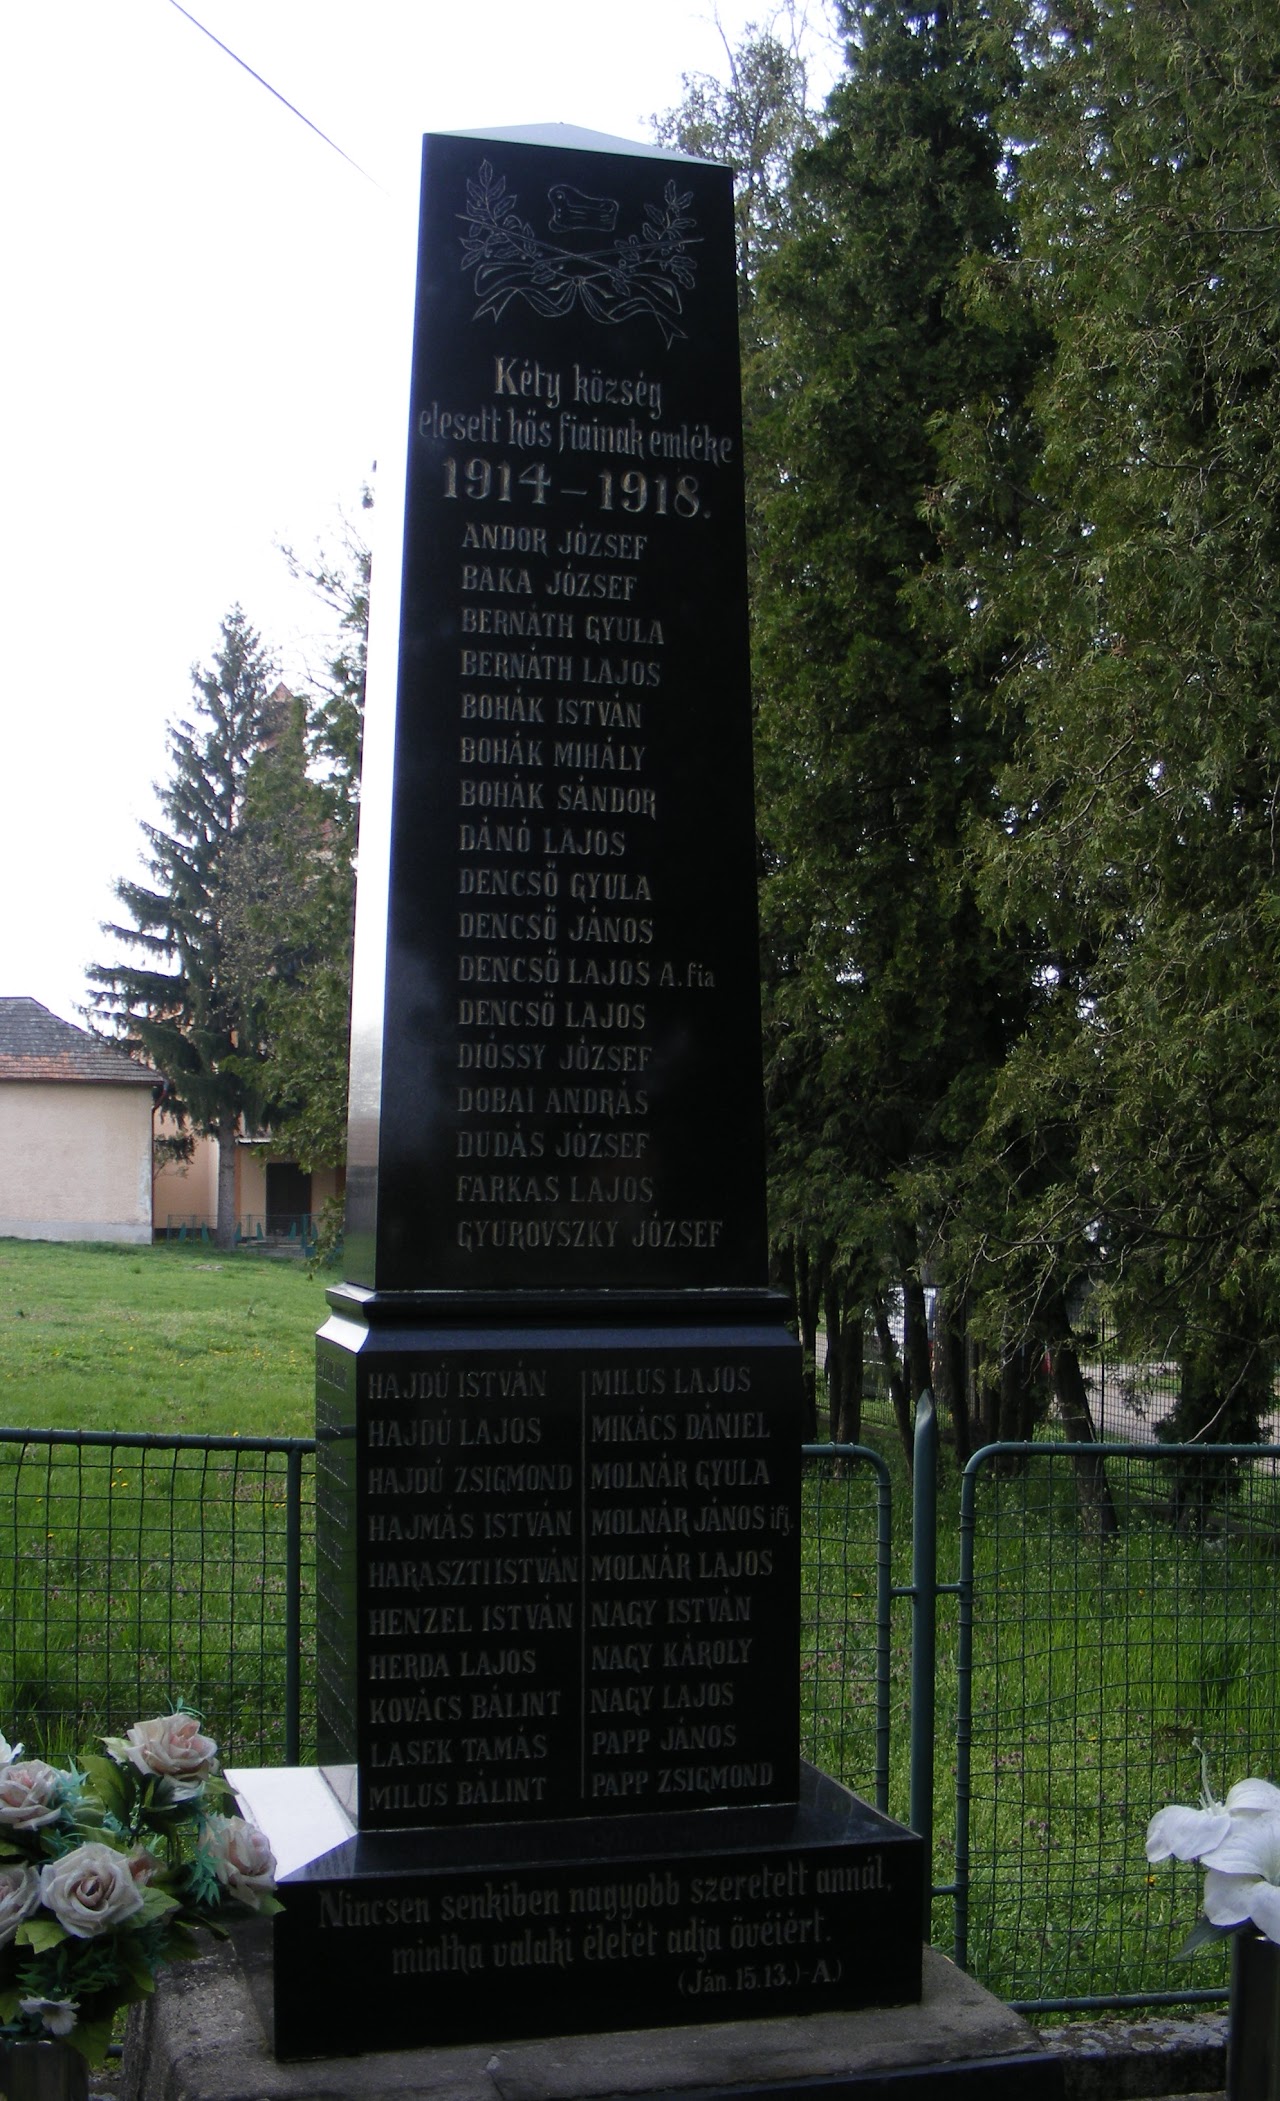 Kéty község
elesett hös fiainak emléke
1914 – 1918.
ANDOR JÓZSEF
BAKA JÓZSEF
BERNÁTH GYULA
BERNÁTH LAJOS
BOHÁK ISTVÁN
BOHÁK MIHÁLY
BOHÁK SÁNDOR
DÁNÓ LAJOS
DENCSŐ GYULA
DENCSŐ JÁNOS
DENCSŐ LAJOS A. fia
DENCSŐ LAJOS
DIÓSSY JÓZSEF
DOBAI ANDRÁS
DUDÁS JÓZSEF
FARKAS LAJOS
GYUROVSZKY JÓZSEF
HAJDÚ ISTVÁN
HAJDÚ LAJOS
HAJDÚ ZSIGMOND
HAJMÁS ISTVÁN
HARASZTI ISTVÁN
HENZEL ISTVÁN
HERDA LAJOS
KOVÁCS BÁLINT
LASEK TAMÁS
MILUS BÁLINT
MILUS LAJOS
MIKÁCS DÁNIEL
MOLNÁR GYULA
MOLNÁR JÁNOS ifj.
MOLNÁR LAJOS
NAGY ISTVÁN
NAGY KÁROLY
NAGY LAJOS
PAPP JÁNOS
PAPP ZSIGMOND
Nincsen senkiben nagyobb szeretett annál,
mintha valaki életét adja övéiért.
(Ján. 15.13.)-A.)